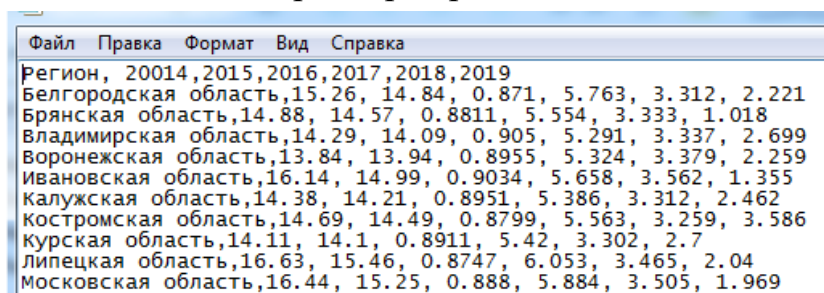 Файл Правка Формат Вид Справка
Регион, 20014,2015,2016,2017,2018,2019
Белгородская область,15.26, 14.84, 0.871, 5.763, 3.312, 2.221
Брянская область,14.88, 14.57, 0.8811, 5.554, 3.333, 1.018
Владимирская область,14.29, 14.09, 0.905, 5.291, 3.337, 2.699
Воронежская область,13.84, 13.94, 0.8955, 5.324, 3.379, 2.259
Ивановская область,16.14, 14.99, 0.9034, 5.658, 3.562, 1.355
Калужская область,14.38, 14.21, 0.8951, 5.386, 3.312, 2.462
Костромская область,14.69, 14.49, 0.8799, 5.563, 3.259, 3.586
Курская область,14.11, 14.1, 0.8911, 5.42, 3.302, 2.7
Липецкая область,16.63, 15.46, 0.8747, 6.053, 3.465, 2.04
Московская область,16.44, 15.25, 0.888, 5.884, 3.505, 1.969